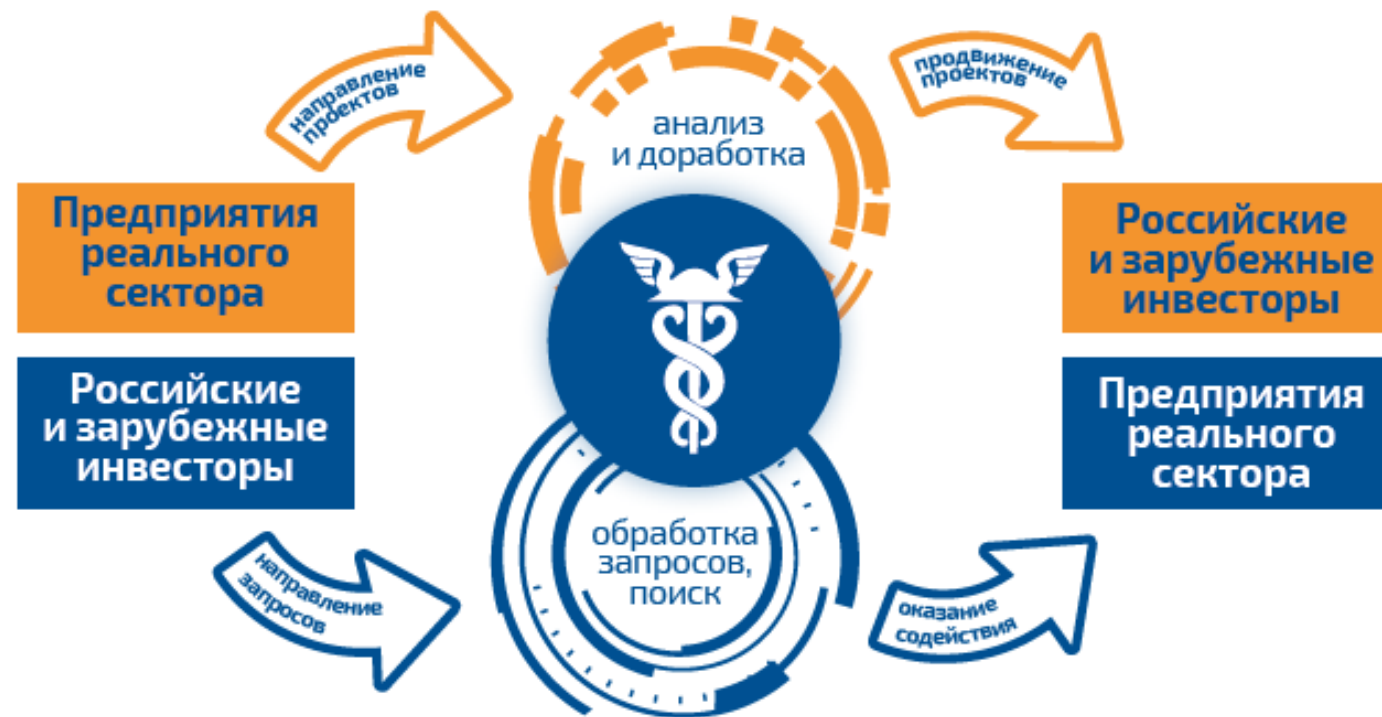 направление
проектов
анализ
и доработка
продвижение
проектов
Предприятия
реального
сектора
Российские
и зарубежные
инвесторы
Российские
и зарубежные
инвесторы
Предприятия
реального
сектора
направление
запросов
обработка
запросов,
поиск
оказание
содействия